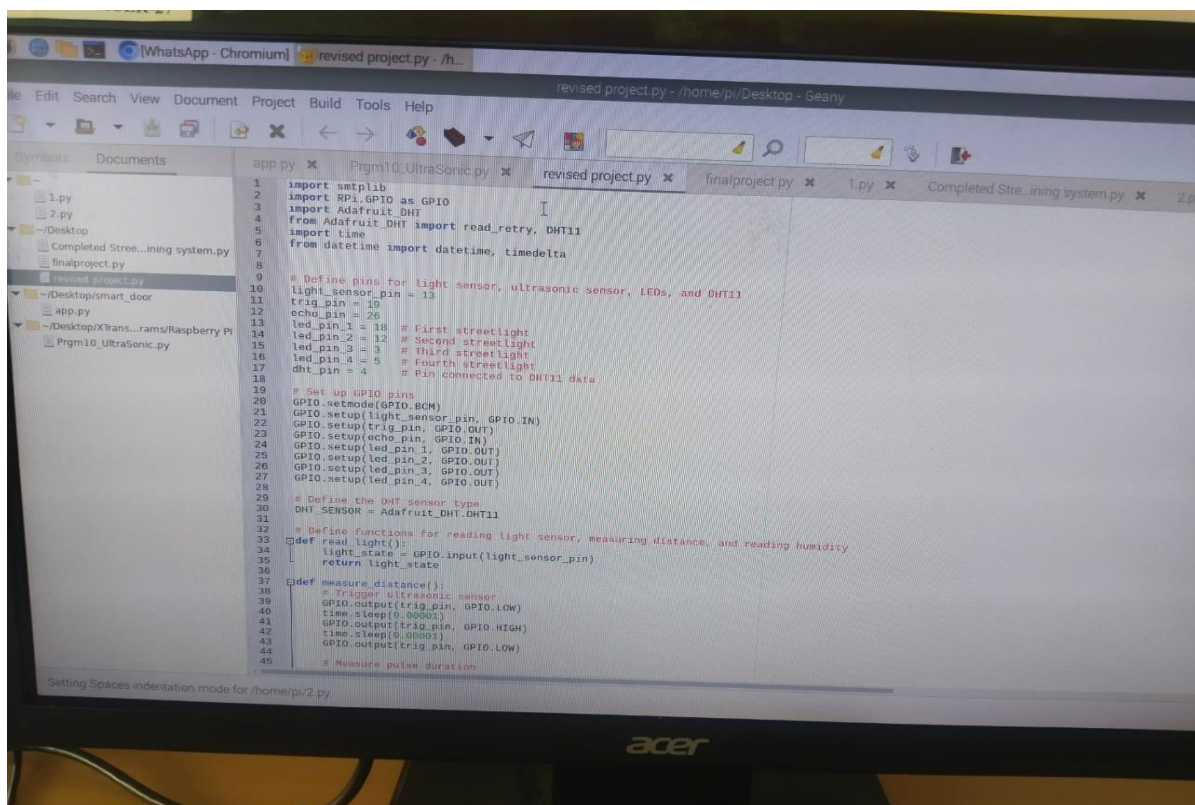 [WhatsApp - Chromium]
revised project.py - /h...
revised project.py - /home/pi/Desktop - Geany
Edit Search View Document Project Build Tools Help
Symbols Documents
app.py Prgm10_UltraSonic.py revised project.py finalproject.py 1.py Completed Stre...ining system.py
1.py
2.py
~/Desktop
Completed Stree...ining system.py
finalproject.py
revised project.py
~/Desktop/smart_door
app.py
~/Desktop/XTrans...rams/Raspberry PI
Prgm10_UltraSonic.py
1 import smtplib
2 import RPi.GPIO as GPIO
3 import Adafruit_DHT
4 from Adafruit_DHT import read_retry, DHT11
5 import time
6 from datetime import datetime, timedelta
7
8
9 # Define pins for light sensor, ultrasonic sensor, LEDs, and DHT11
10 light_sensor_pin = 13
11 trig_pin = 19
12 echo_pin = 26
13 led_pin_1 = 18 # First streetlight
14 led_pin_2 = 12 # Second streetlight
15 led_pin_3 = 3 # Third streetlight
16 led_pin_4 = 5 # Fourth streetlight
17 dht_pin = 4 # Pin connected to DHT11 data
18
19 # Set up GPIO pins
20 GPIO.setmode(GPIO.BCM)
21 GPIO.setup(light_sensor_pin, GPIO.IN)
22 GPIO.setup(trig_pin, GPIO.OUT)
23 GPIO.setup(echo_pin, GPIO.IN)
24 GPIO.setup(led_pin_1, GPIO.OUT)
25 GPIO.setup(led_pin_2, GPIO.OUT)
26 GPIO.setup(led_pin_3, GPIO.OUT)
27 GPIO.setup(led_pin_4, GPIO.OUT)
28
29 # Define the DHT sensor type
30 DHT_SENSOR = Adafruit_DHT.DHT11
31
32 # Define functions for reading light sensor, measuring distance, and reading humidity
33 def read_light():
34 light_state = GPIO.input(light_sensor_pin)
35 return light_state
36
37 def measure_distance():
38 # Trigger ultrasonic sensor
39 GPIO.output(trig_pin, GPIO.LOW)
40 time.sleep(0.00001)
41 GPIO.output(trig_pin, GPIO.HIGH)
42 time.sleep(0.00001)
43 GPIO.output(trig_pin, GPIO.LOW)
44
45 # Measure pulse duration
Setting Spaces indentation mode for /home/pi/2.py.
acer